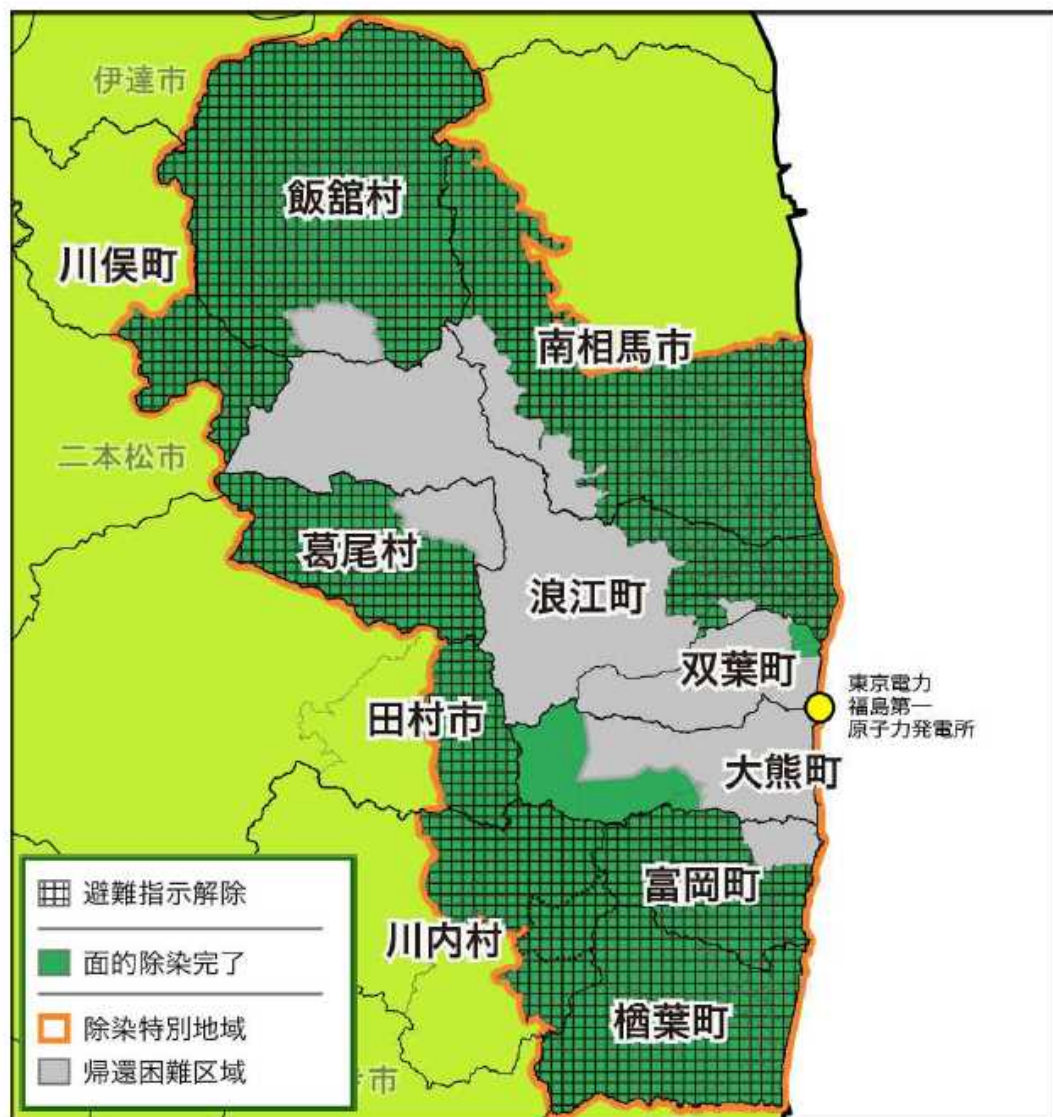 伊達市
飯舘村
川俣町
南相馬市
二本松市
葛尾村
浪江町
双葉町
東京電力
福島第一
原子力発電所
田村市
大熊町
富岡町
川内村
楢葉町
避難指示解除
面的除染完了
除染特別地域
帰還困難区域
市